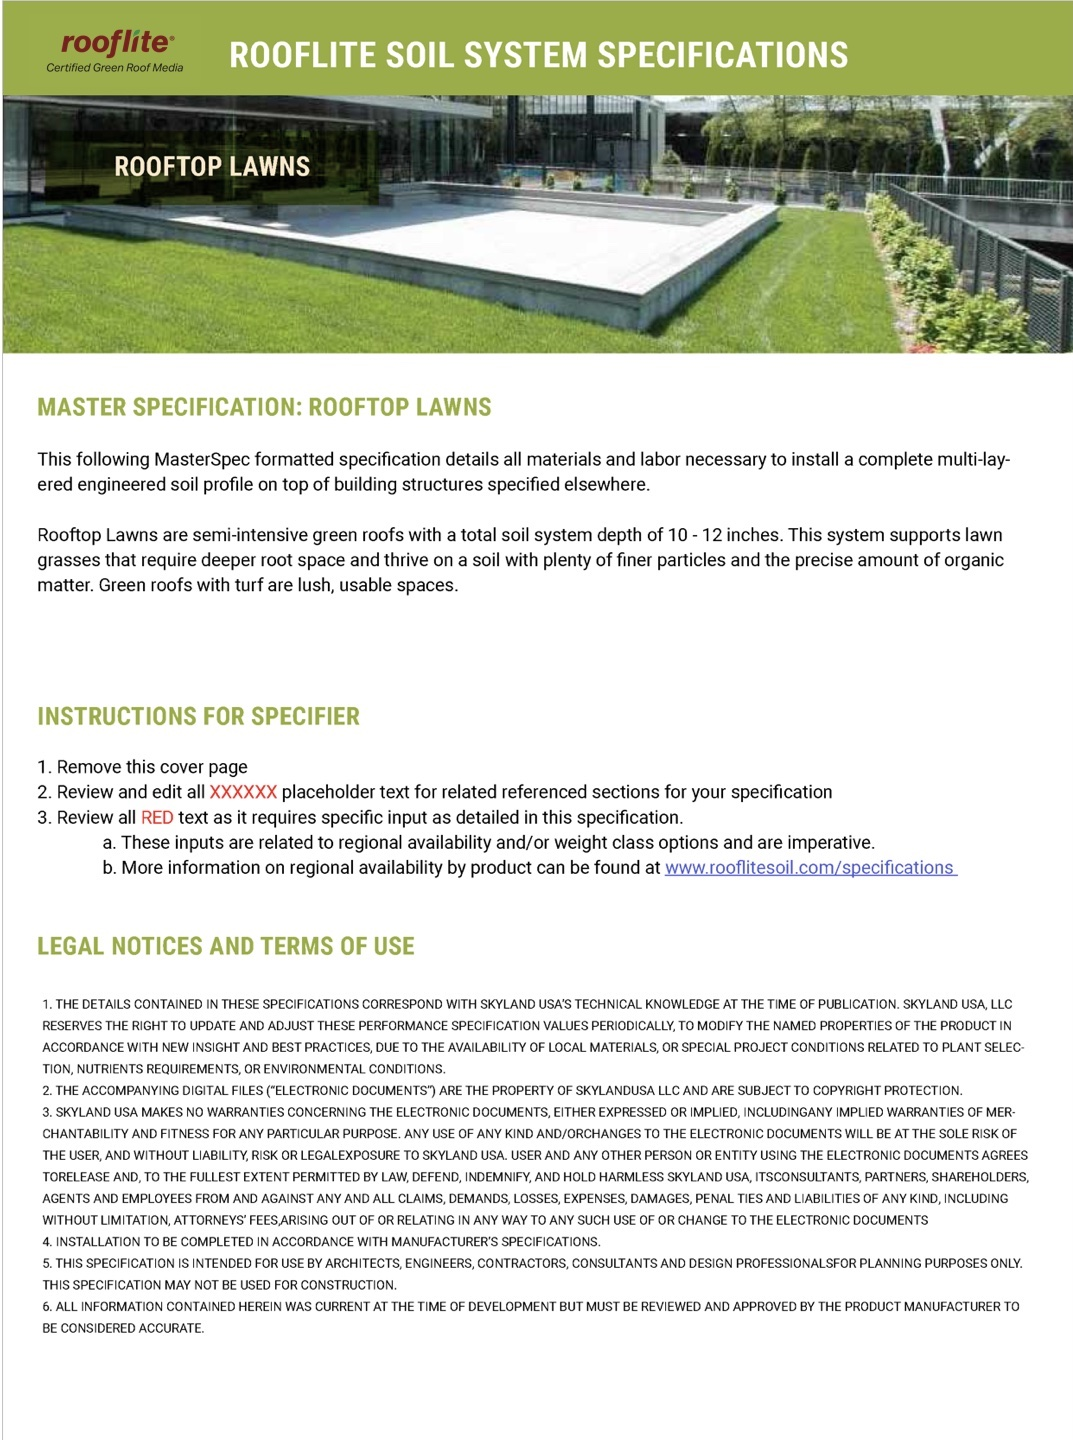 rooflite®
Certified Green Roof Media
ROOFLITE SOIL SYSTEM SPECIFICATIONS
ROOFTOP LAWNS
MASTER SPECIFICATION: ROOFTOP LAWNS
This following MasterSpec formatted specification details all materials and labor necessary to install a complete multi-lay-
ered engineered soil profile on top of building structures specified elsewhere.
Rooftop Lawns are semi-intensive green roofs with a total soil system depth of 10 - 12 inches. This system supports lawn
grasses that require deeper root space and thrive on a soil with plenty of finer particles and the precise amount of organic
matter. Green roofs with turf are lush, usable spaces.
INSTRUCTIONS FOR SPECIFIER
1. Remove this cover page
2. Review and edit all XXXXXX placeholder text for related referenced sections for your specification
3. Review all RED text as it requires specific input as detailed in this specification.
a. These inputs are related to regional availability and/or weight class options and are imperative.
b. More information on regional availability by product can be found at www.rooflitesoil.com/specifications
LEGAL NOTICES AND TERMS OF USE
1. THE DETAILS CONTAINED IN THESE SPECIFICATIONS CORRESPOND WITH SKYLAND USA'S TECHNICAL KNOWLEDGE AT THE TIME OF PUBLICATION. SKYLAND USA, LLC
RESERVES THE RIGHT TO UPDATE AND ADJUST THESE PERFORMANCE SPECIFICATION VALUES PERIODICALLY, TO MODIFY THE NAMED PROPERTIES OF THE PRODUCT IN
ACCORDANCE WITH NEW INSIGHT AND BEST PRACTICES, DUE TO THE AVAILABILITY OF LOCAL MATERIALS, OR SPECIAL PROJECT CONDITIONS RELATED TO PLANT SELEC-
TION, NUTRIENTS REQUIREMENTS, OR ENVIRONMENTAL CONDITIONS.
2. THE ACCOMPANYING DIGITAL FILES ("ELECTRONIC DOCUMENTS") ARE THE PROPERTY OF SKYLANDUSA LLC AND ARE SUBJECT TO COPYRIGHT PROTECTION.
3. SKYLAND USA MAKES NO WARRANTIES CONCERNING THE ELECTRONIC DOCUMENTS, EITHER EXPRESSED OR IMPLIED, INCLUDINGANY IMPLIED WARRANTIES OF MER-
CHANTABILITY AND FITNESS FOR ANY PARTICULAR PURPOSE. ANY USE OF ANY KIND AND/ORCHANGES TO THE ELECTRONIC DOCUMENTS WILL BE AT THE SOLE RISK OF
THE USER, AND WITHOUT LIABILITY, RISK OR LEGALEXPOSURE TO SKYLAND USA. USER AND ANY OTHER PERSON OR ENTITY USING THE ELECTRONIC DOCUMENTS AGREES
TORELEASE AND, TO THE FULLEST EXTENT PERMITTED BY LAW, DEFEND, INDEMNIFY, AND HOLD HARMLESS SKYLAND USA, ITSCONSULTANTS, PARTNERS, SHAREHOLDERS,
AGENTS AND EMPLOYEES FROM AND AGAINST ANY AND ALL CLAIMS, DEMANDS, LOSSES, EXPENSES, DAMAGES, PENAL TIES AND LIABILITIES OF ANY KIND, INCLUDING
WITHOUT LIMITATION, ATTORNEYS' FEES,ARISING OUT OF OR RELATING IN ANY WAY TO ANY SUCH USE OF OR CHANGE TO THE ELECTRONIC DOCUMENTS
4. INSTALLATION TO BE COMPLETED IN ACCORDANCE WITH MANUFACTURER'S SPECIFICATIONS.
5. THIS SPECIFICATION IS INTENDED FOR USE BY ARCHITECTS, ENGINEERS, CONTRACTORS, CONSULTANTS AND DESIGN PROFESSIONALSFOR PLANNING PURPOSES ONLY.
THIS SPECIFICATION MAY NOT BE USED FOR CONSTRUCTION.
6. ALL INFORMATION CONTAINED HEREIN WAS CURRENT AT THE TIME OF DEVELOPMENT BUT MUST BE REVIEWED AND APPROVED BY THE PRODUCT MANUFACTURER TO
BE CONSIDERED ACCURATE.